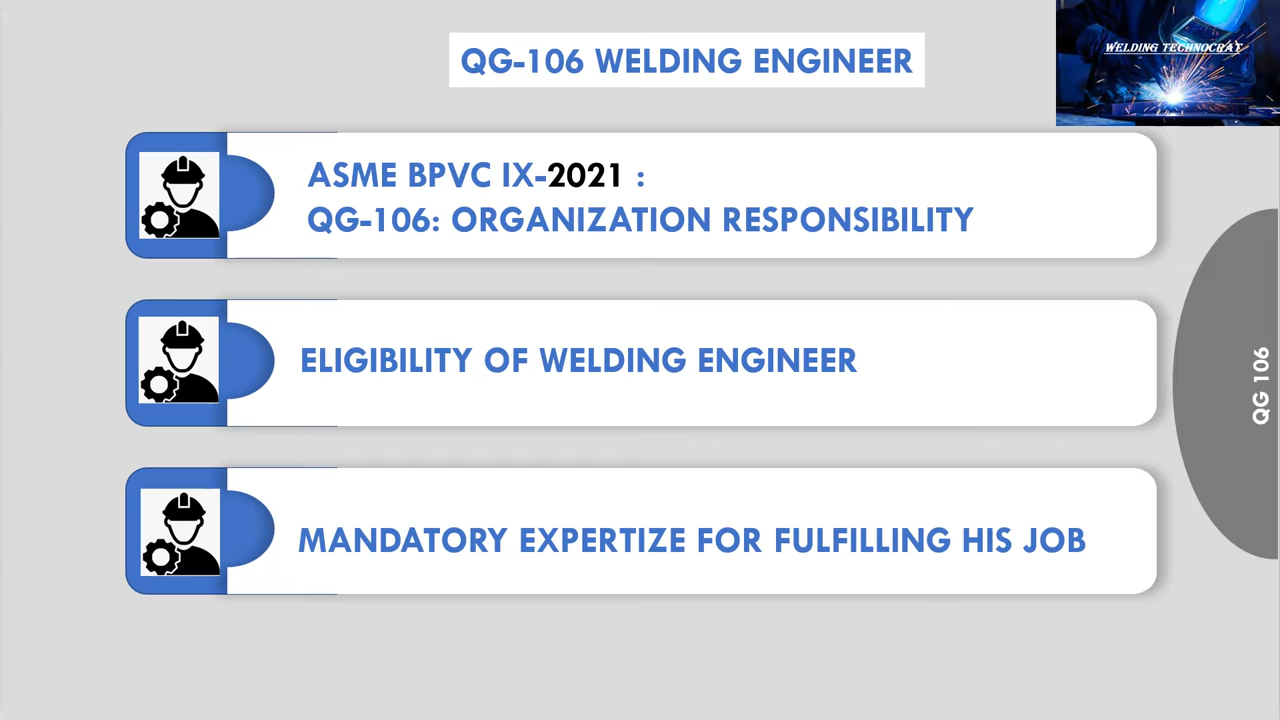 QG-106 WELDING ENGINEER
WELDING TECHNOCRAT
ASME BPVC IX-2021 :
QG-106: ORGANIZATION RESPONSIBILITY
ELIGIBILITY OF WELDING ENGINEER
MANDATORY EXPERTIZE FOR FULFILLING HIS JOB
QG 106